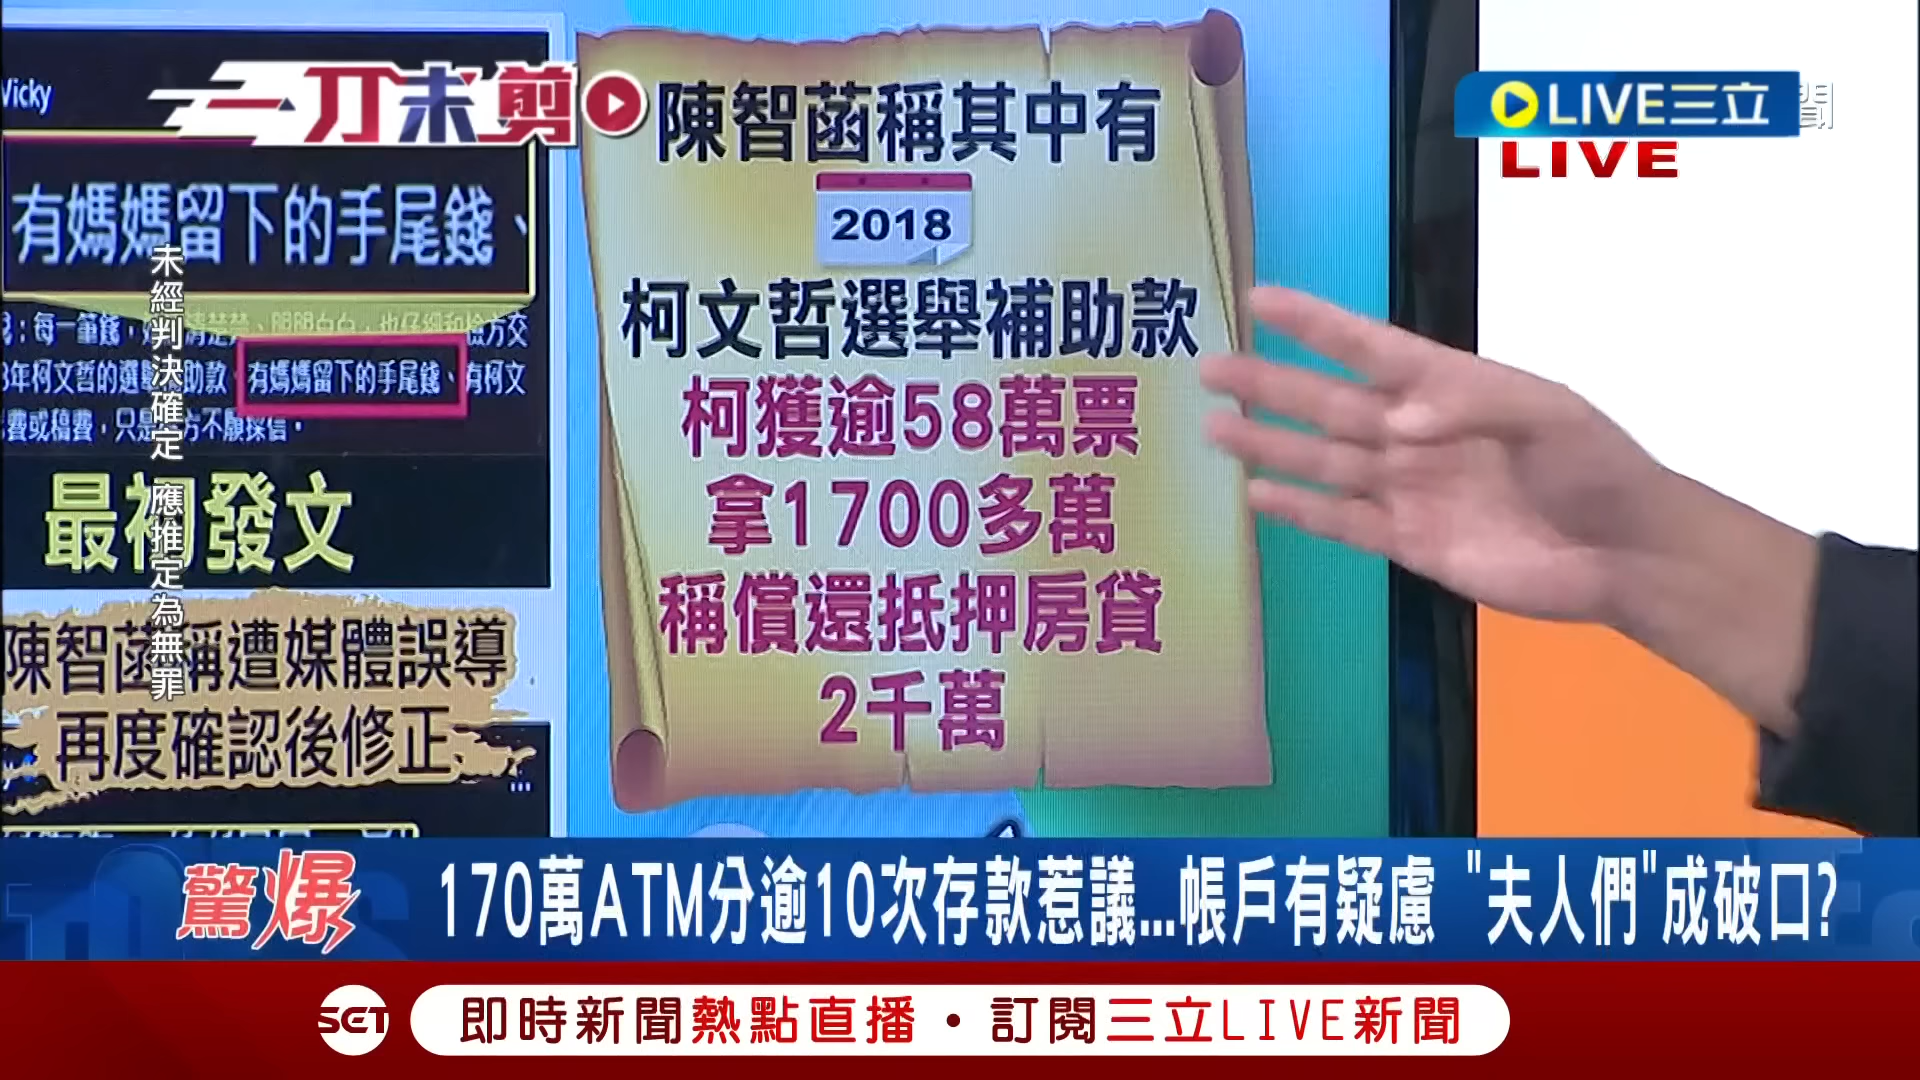 Vicky
一刀未剪
有媽媽留下的手尾錢、
未經判決確定 應推定為無罪
有媽媽留下的手尾錢、有柯文
最初發文
陳智菡稱遭媒體誤導
再度確認後修正
陳智菡稱其中有
2018
柯文哲選舉補助款
柯獲逾58萬票
拿1700多萬
稱償還抵押房貸
2千萬
LIVE三立
聞
LIVE
驚爆
170萬ATM分逾10次存款惹議...帳戶有疑慮 "夫人們"成破口?
SET
即時新聞熱點直播・訂閱三立LIVE新聞